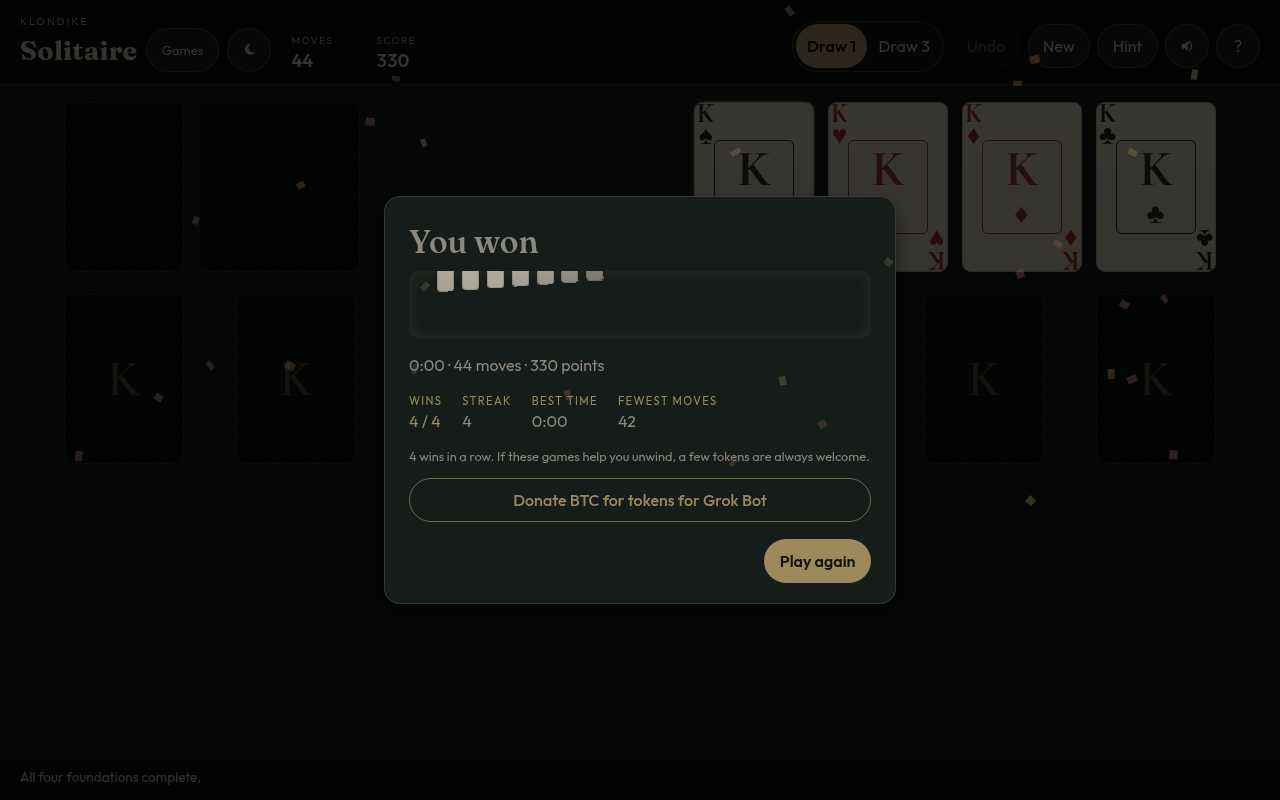 KLONDIKE
Solitaire
Games
MOVES
44
SCORE
330
Draw 1
Draw 3
Undo
New
Hint
?
K
K
K
K
K
K
K
K
K
K
K
K
K
K
You won
0:00 · 44 moves · 330 points
WINS
4 / 4
STREAK
4
BEST TIME
0:00
FEWEST MOVES
42
4 wins in a row. If these games help you unwind, a few tokens are always welcome.
Donate BTC for tokens for Grok Bot
Play again
All four foundations complete.